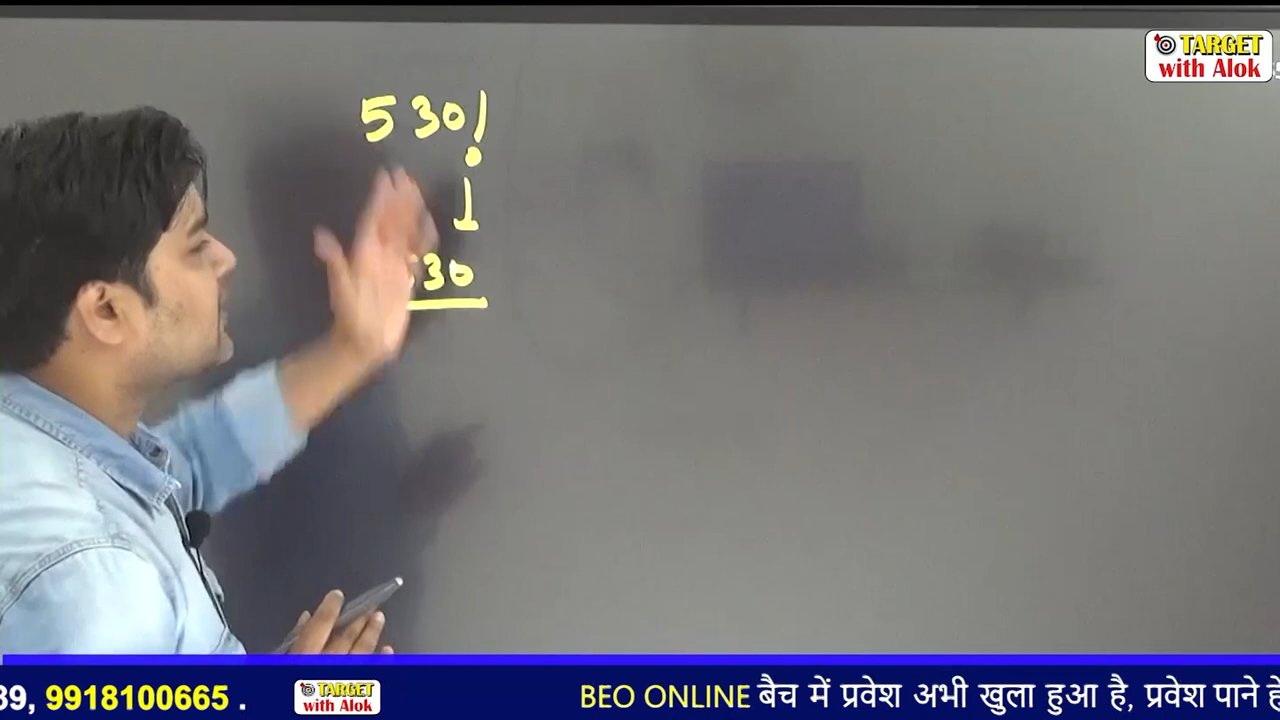 TARGET
with Alok
530!
30
39, 9918100665 .
TARGET
with Alok
BEO ONLINE बैच में प्रवेश अभी खुला हुआ है, प्रवेश पाने हे